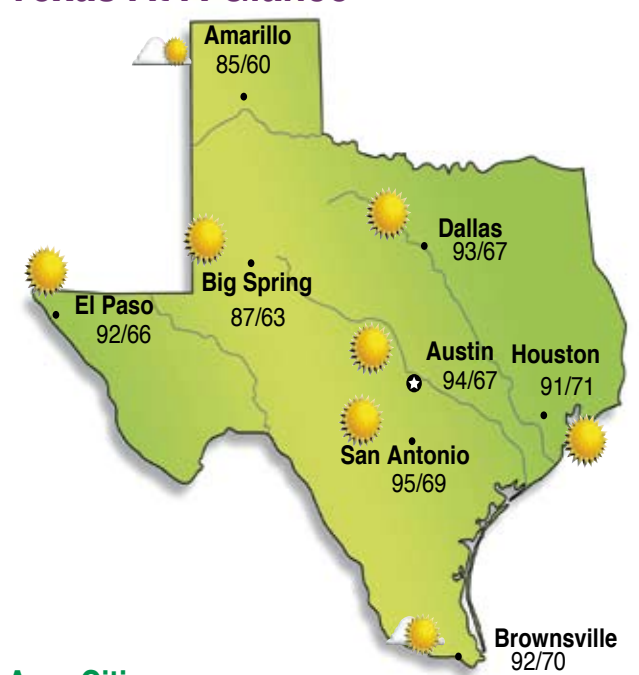 Amarillo
85/60
Dallas
93/67
Big Spring
87/63
El Paso
92/66
Austin
94/67
Houston
91/71
San Antonio
95/69
Brownsville
92/70